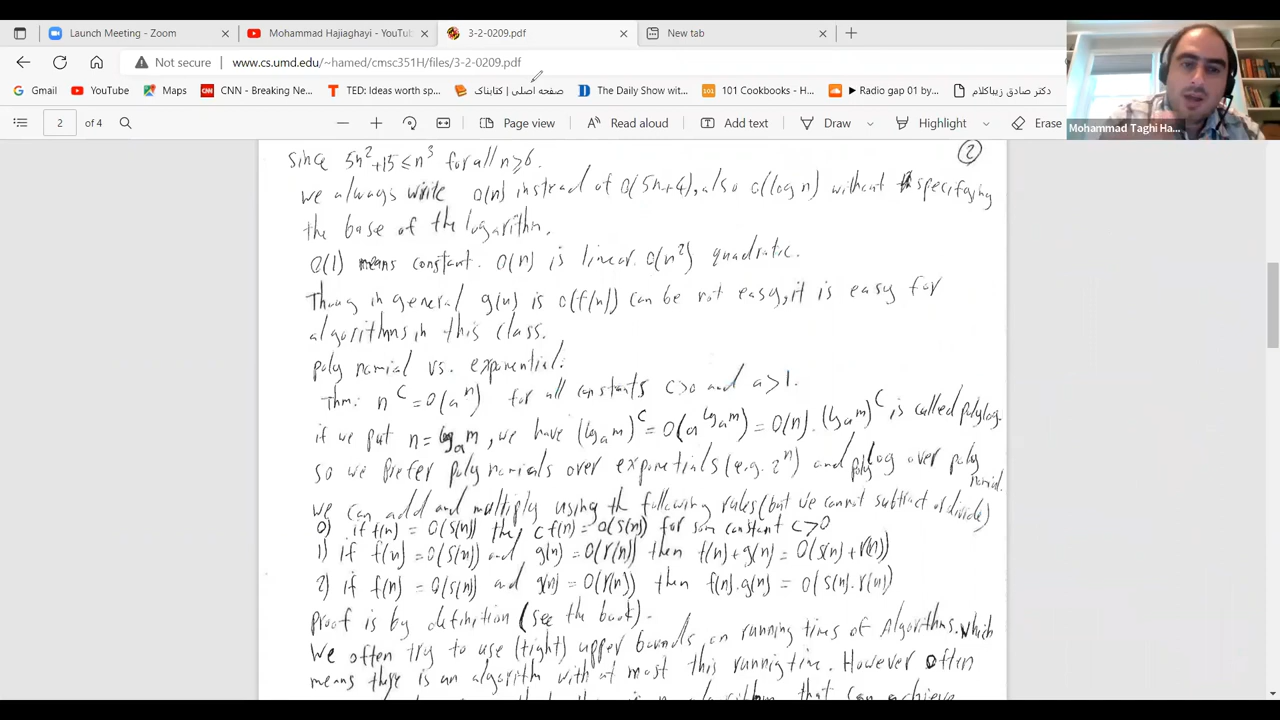 Launch Meeting - Zoom
Mohammad Hajiaghayi - YouTu
3-2-0209.pdf
New tab
Not secure
www.cs.umd.edu/~hamed/cmsc351H/files/3-2-0209.pdf
Gmail
YouTube
CNN - Breaking Ne...
TED: Ideas worth sp...
صفحه اصلی | کتابناک
The Daily Show wit...
101 Cookbooks - H...
Radio gap 01 by...
دکتر صادق زیباکلام
2 of 4
Page view
Read aloud
Draw
Highlight
Erase
Mohammad Taghi Ha...
2
Since 5n²+15 ≤ n³ for all n≥6.
we always write O(n) instead of O(5n+4), also O(log n) without specifying
the base of the logarithm.
O(1) means constant. O(n) is linear. O(n²) quadratic.
Thoug in general g(n) is O(f(n)) can be not easy, it is easy for
algorithms in this class.
polynomial vs. exponential:
Thm: n^c = O(a^n) for all constants c>0 and a>1.
if we put n = log_a m, we have (log_a m)^c = O(a^{log_a m}) = O(n). (log_a m)^c is called polylog.
so we prefer polynomials over exponetials (e.g. 2^n) and polylog over polynomial.
we can add and multiply using the following rules (but we cannot subtract or divide)
0) if f(n) = O(s(n)) then c f(n) = O(s(n)) for som constant c>0
1) if f(n) = O(s(n)) and g(n) = O(r(n)) then f(n)+g(n) = O(s(n)+r(n))
2) if f(n) = O(s(n)) and g(n) = O(r(n)) then f(n).g(n) = O(s(n).r(n))
Proof is by definition (see the book).
We often try to use (tight) upper bounds on running times of Algorithms. which
means there is an algorithm with at most this running time. However often
that can achieve